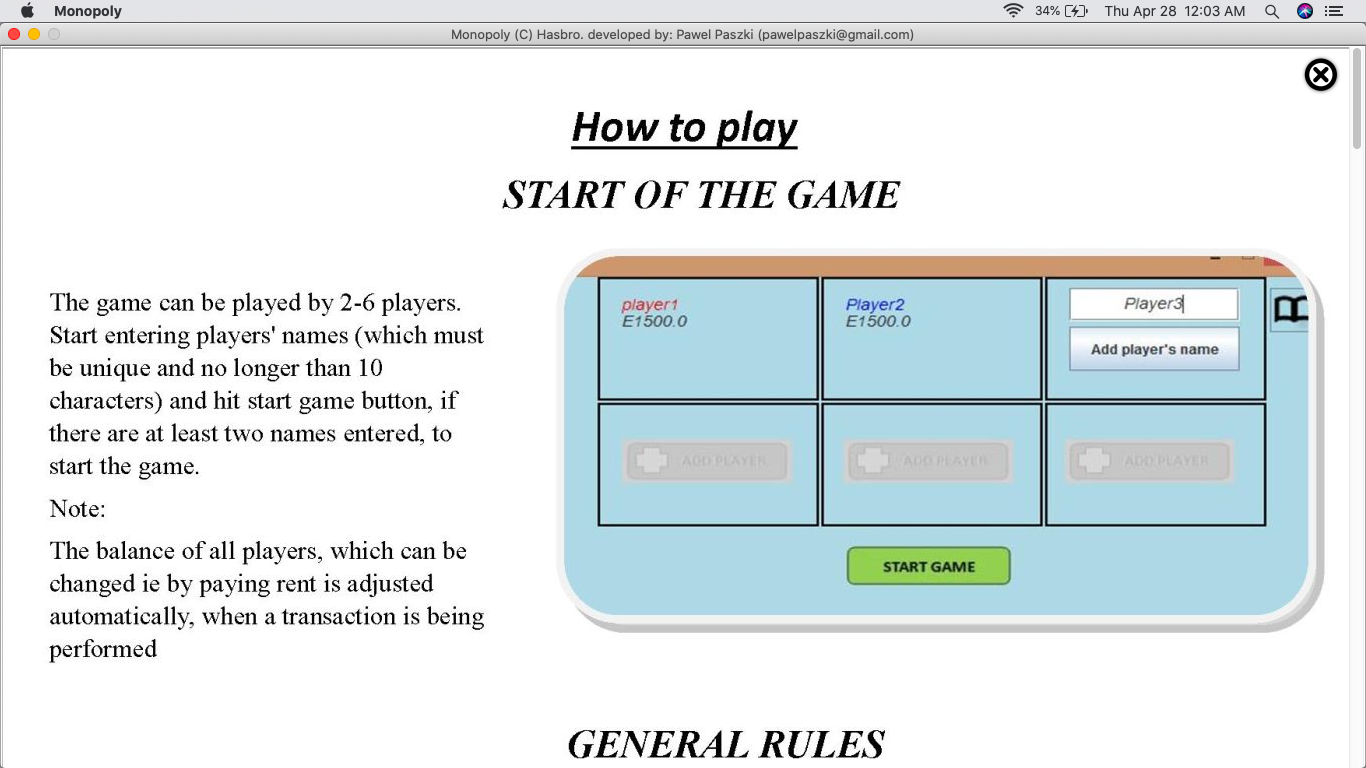 Monopoly
34%
Thu Apr 28 12:03 AM
Monopoly (C) Hasbro. developed by: Pawel Paszki (pawelpaszki@gmail.com)
How to play
START OF THE GAME
The game can be played by 2-6 players.
Start entering players' names (which must
be unique and no longer than 10
characters) and hit start game button, if
there are at least two names entered, to
start the game.
Note:
The balance of all players, which can be
changed ie by paying rent is adjusted
automatically, when a transaction is being
performed
player1
E1500.0
Player2
E1500.0
Player3
Add player's name
ADD PLAYER
ADD PLAYER
ADD PLAYER
START GAME
GENERAL RULES